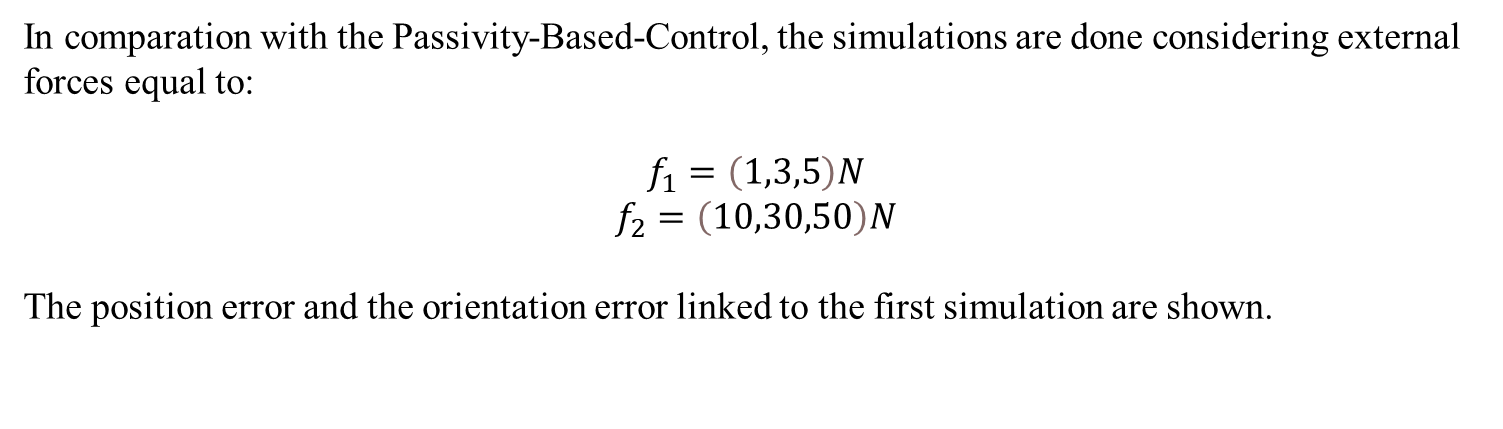 In comparation with the Passivity-Based-Control, the simulations are done considering external
forces equal to:
f₁ = (1,3,5)N
f₂ = (10,30,50)N
The position error and the orientation error linked to the first simulation are shown.